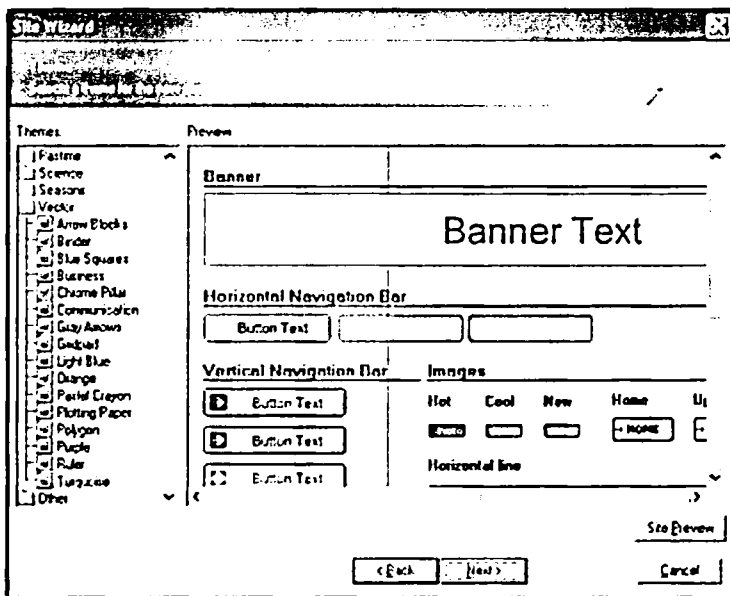 Site Wizard
Themes
Preview
Pastime
Science
Seasons
Vector
Arrow Blocks
Binder
Blue Squares
Business
Chrome Pillar
Communication
Gray Arrows
Gridpad
Light Blue
Orange
Pastel Crayon
Plotting Paper
Polygon
Purple
Ruler
Turquoise
Other
Banner
Banner Text
Horizontal Navigation Bar
Button Text
Vertical Navigation Bar
Button Text
Button Text
Button Text
Images
Hot Cool New Home
HOME
Horizontal line
Site Preview
< Back Next > Cancel